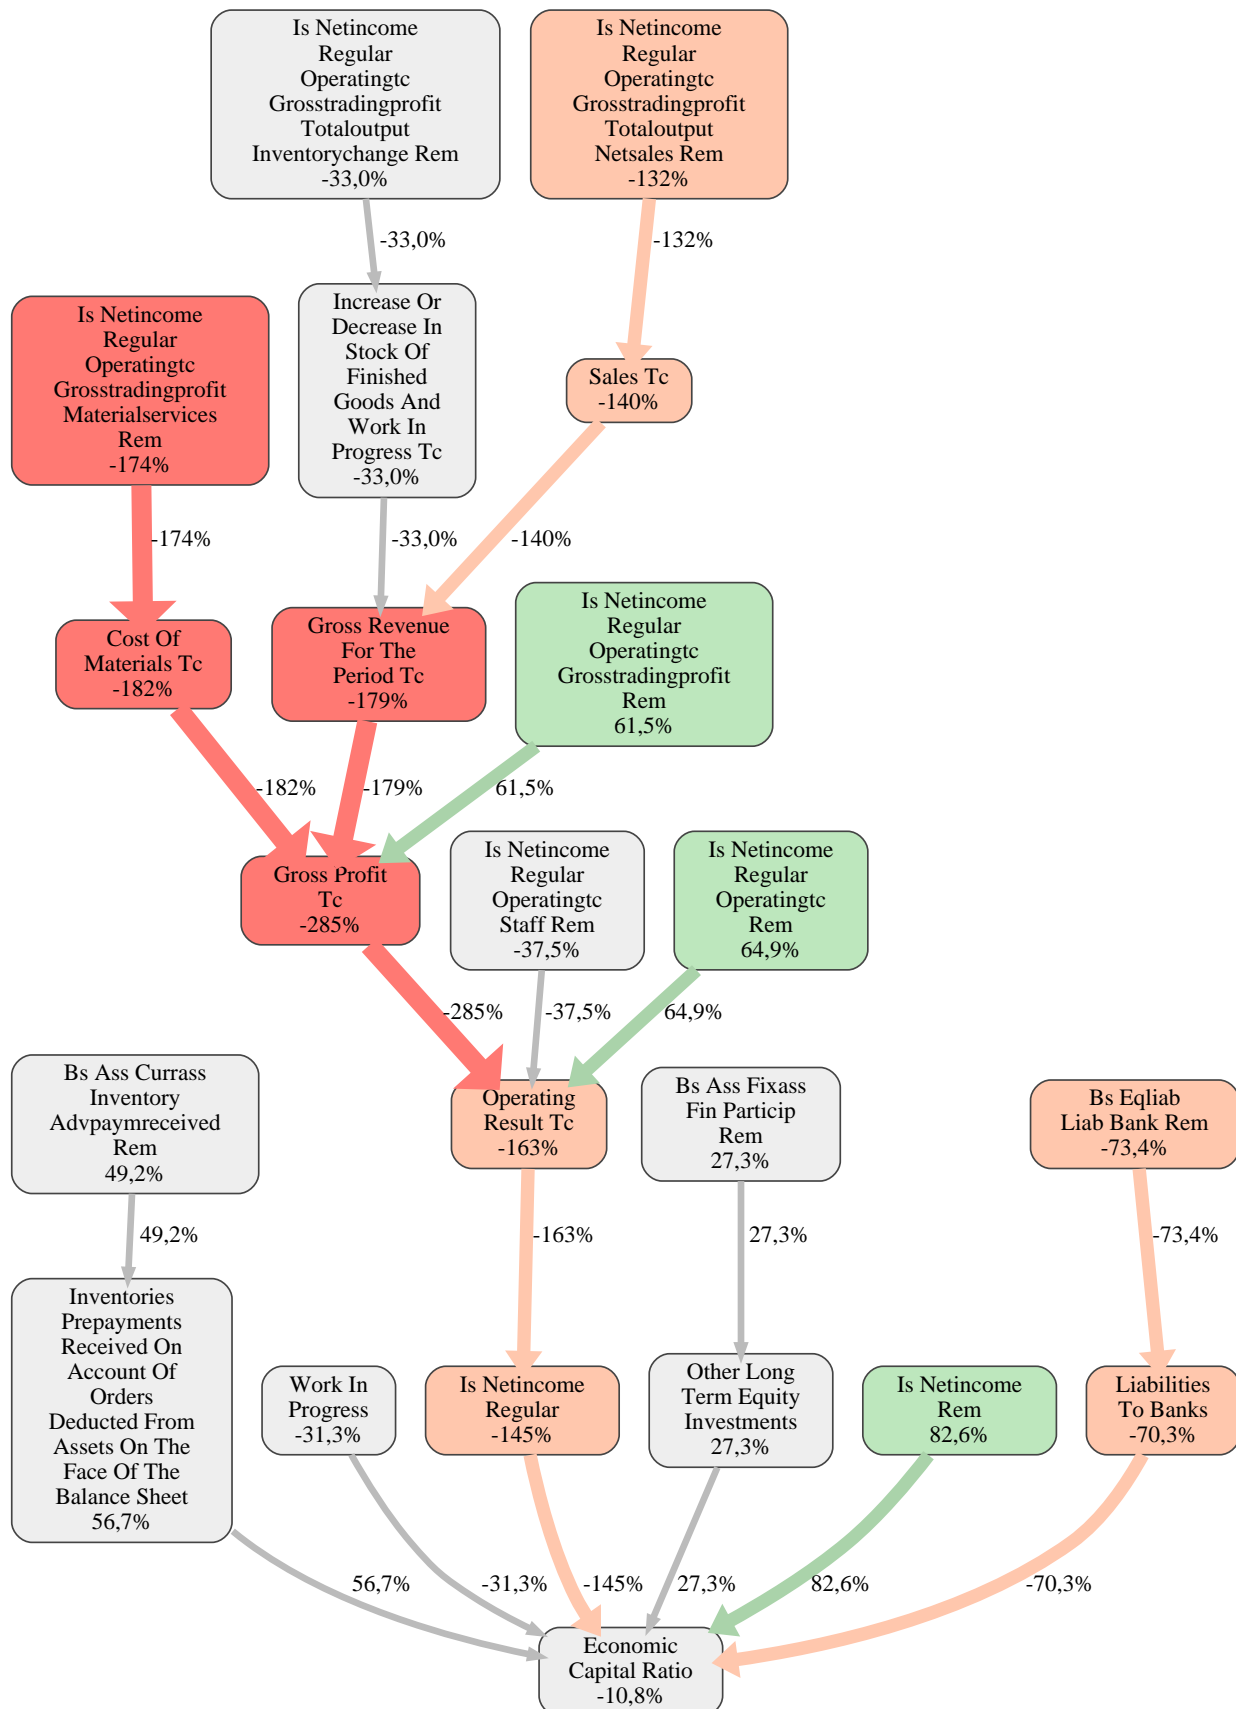 Is Netincome
Regular
Operatingtc
Grosstradingprofit
Totaloutput
Inventorychange Rem
-33,0%
Is Netincome
Regular
Operatingtc
Grosstradingprofit
Totaloutput
Netsales Rem
-132%
-33,0%
-132%
Is Netincome
Regular
Operatingtc
Grosstradingprofit
Materialservices
Rem
-174%
Increase Or
Decrease In
Stock Of
Finished
Goods And
Work In
Progress Tc
-33,0%
Sales Tc
-140%
-174%
-33,0%
-140%
Cost Of
Materials Tc
-182%
Gross Revenue
For The
Period Tc
-179%
Is Netincome
Regular
Operatingtc
Grosstradingprofit
Rem
61,5%
-182%
-179%
61,5%
Gross Profit
Tc
-285%
Is Netincome
Regular
Operatingtc
Staff Rem
-37,5%
Is Netincome
Regular
Operatingtc
Rem
64,9%
-285%
-37,5%
64,9%
Bs Ass Currass
Inventory
Advpaymreceived
Rem
49,2%
Operating
Result Tc
-163%
Bs Ass Fixass
Fin Particip
Rem
27,3%
Bs Eqliab
Liab Bank Rem
-73,4%
49,2%
-163%
27,3%
-73,4%
Inventories
Prepayments
Received On
Account Of
Orders
Deducted From
Assets On The
Face Of The
Balance Sheet
56,7%
Work In
Progress
-31,3%
Is Netincome
Regular
-145%
Other Long
Term Equity
Investments
27,3%
Is Netincome
Rem
82,6%
Liabilities
To Banks
-70,3%
56,7%
-31,3%
-145%
27,3%
82,6%
-70,3%
Economic
Capital Ratio
-10,8%